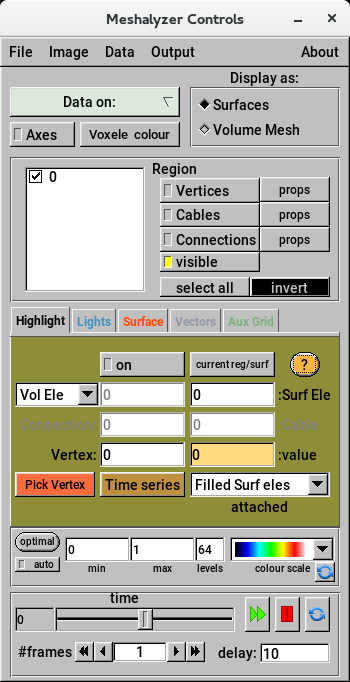 Meshalyzer Controls
File Image Data Output About
Display as:
Data on:
Surfaces
Axes Voxele colour
Volume Mesh
Region
0
Vertices props
Cables props
Connections props
visible
select all invert
Highlight Lights Surface Vectors Aux Grid
on current reg/surf ?
Vol Ele 0 0 :Surf Ele
Connection: 0 0 :Cable
Vertex: 0 0 :value
Pick Vertex Time series Filled Surf eles
attached
optimal 0 1 64
auto min max levels colour scale
time
0
#frames 1 delay: 10